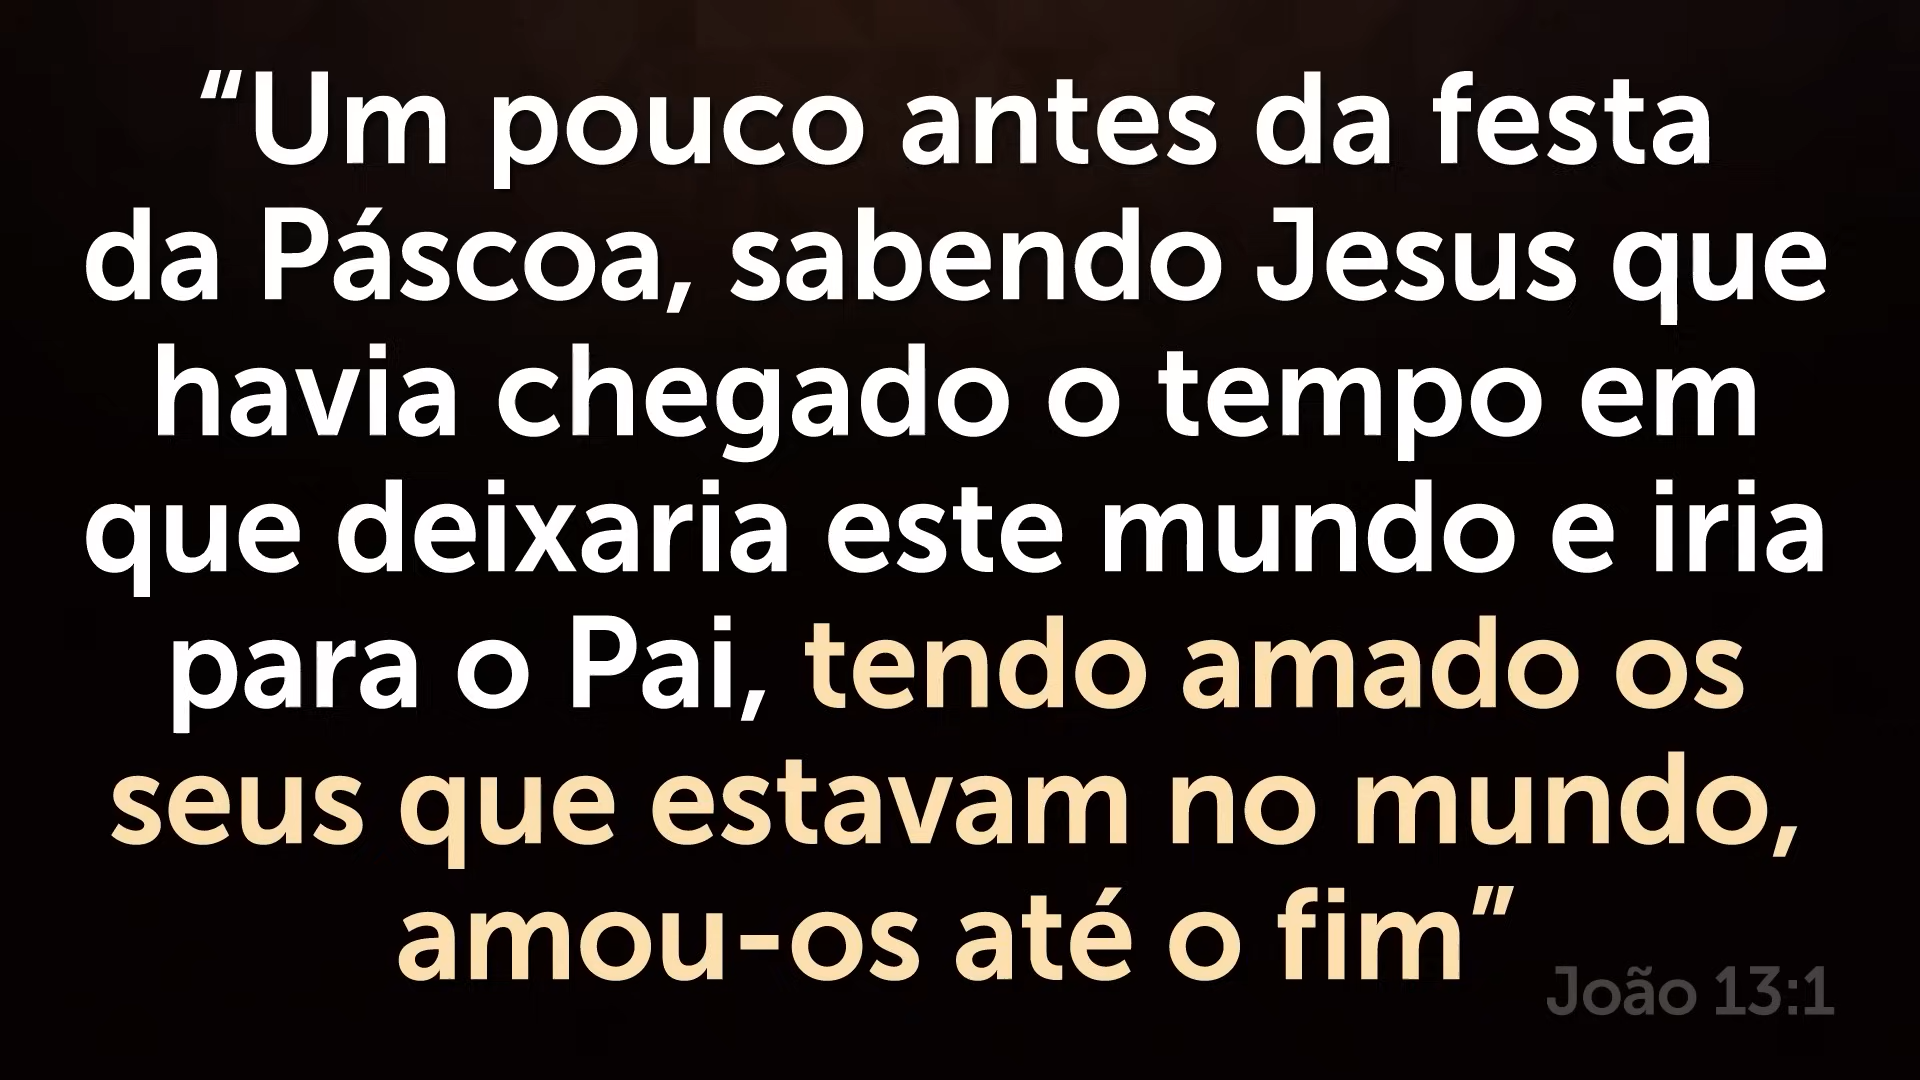 “Um pouco antes da festa
da Páscoa, sabendo Jesus que
havia chegado o tempo em
que deixaria este mundo e iria
para o Pai, tendo amado os
seus que estavam no mundo,
amou-os até o fim”
João 13:1